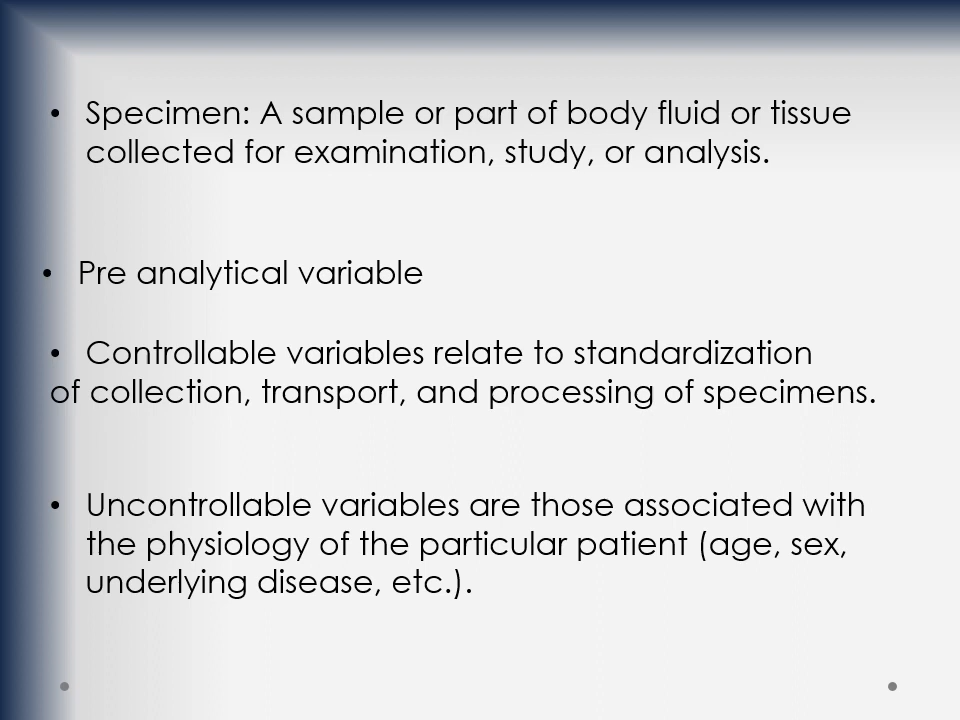 • Specimen: A sample or part of body fluid or tissue
collected for examination, study, or analysis.
• Pre analytical variable
• Controllable variables relate to standardization
of collection, transport, and processing of specimens.
• Uncontrollable variables are those associated with
the physiology of the particular patient (age, sex,
underlying disease, etc.).